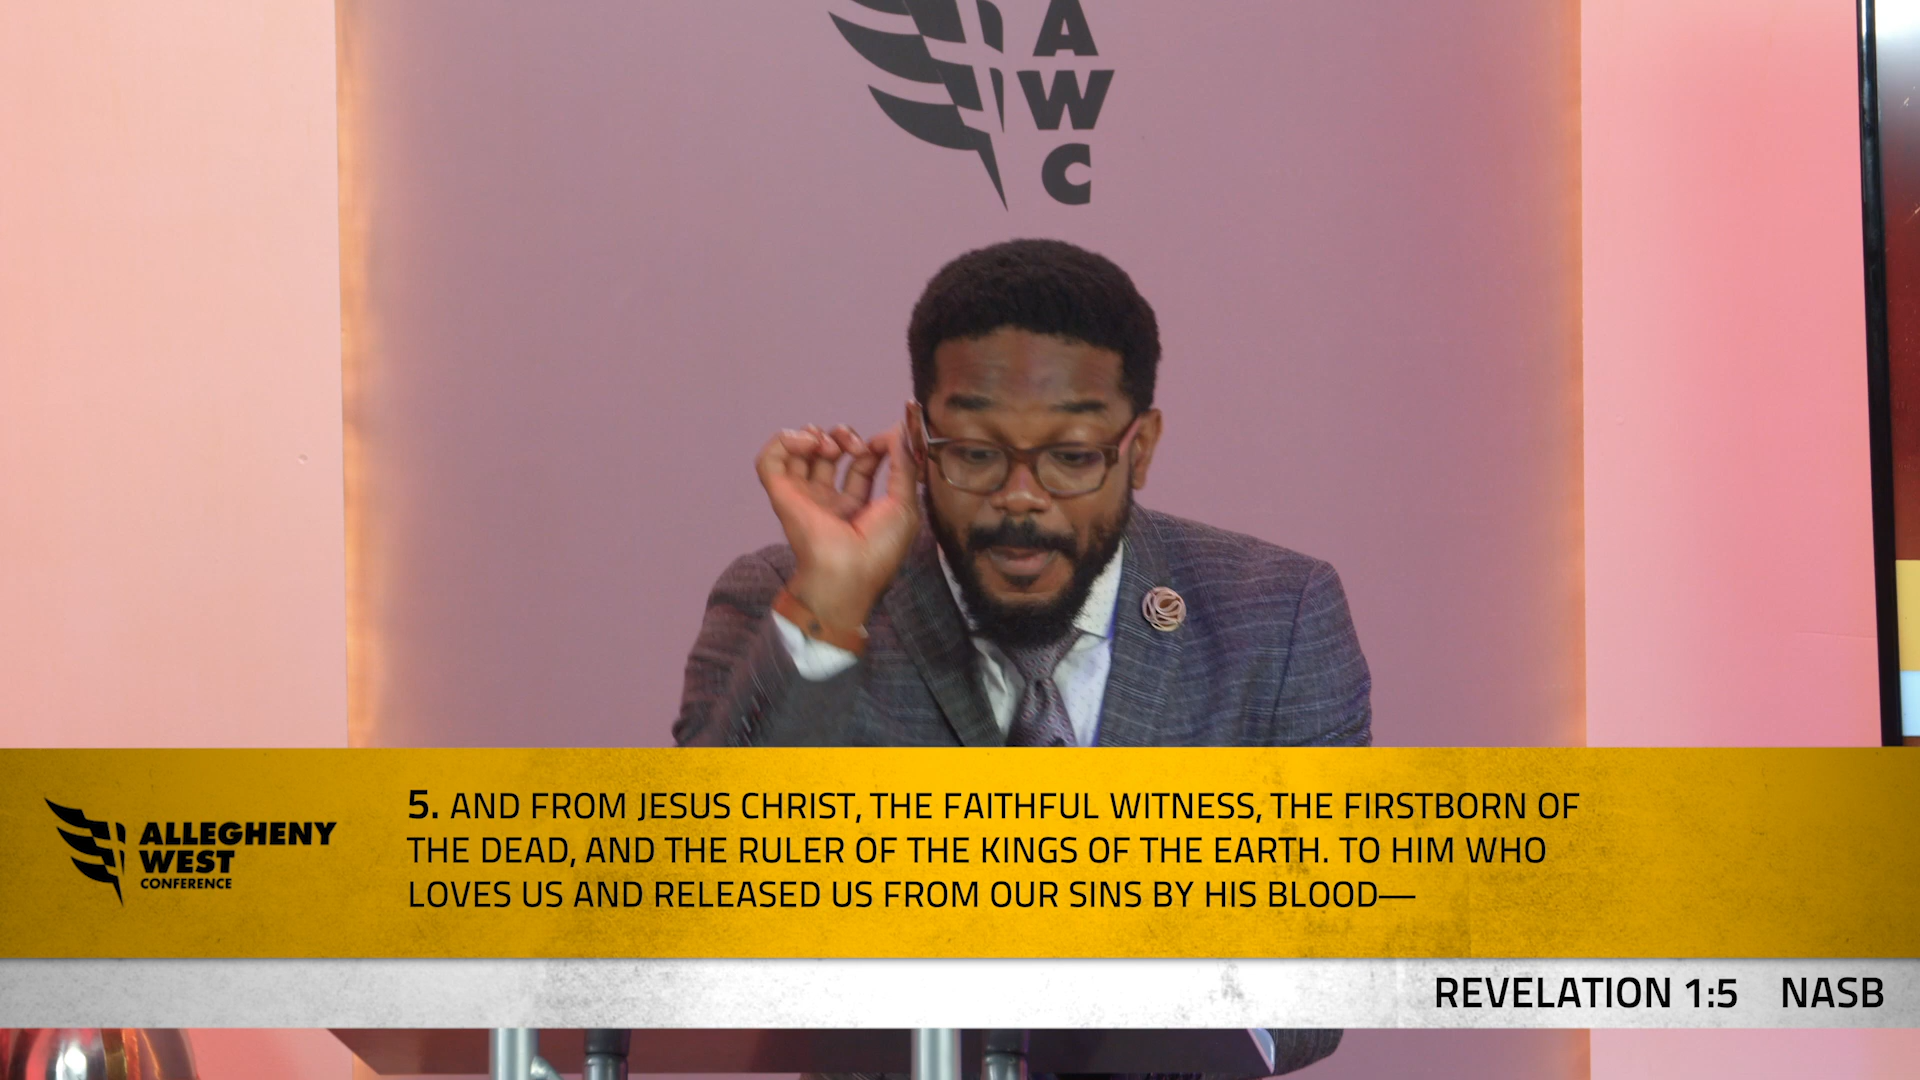 A
W
C
ALLEGHENY
WEST
CONFERENCE
5. AND FROM JESUS CHRIST, THE FAITHFUL WITNESS, THE FIRSTBORN OF
THE DEAD, AND THE RULER OF THE KINGS OF THE EARTH. TO HIM WHO
LOVES US AND RELEASED US FROM OUR SINS BY HIS BLOOD—
REVELATION 1:5 NASB